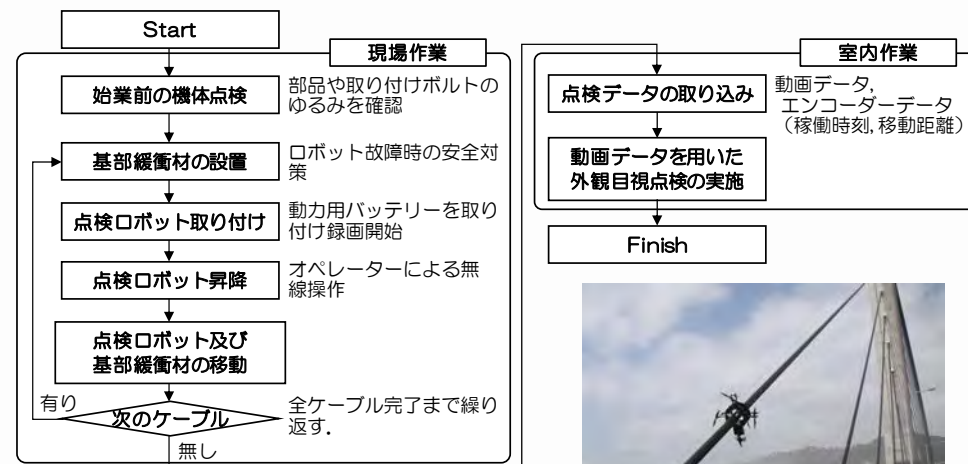 Start
現場作業
始業前の機体点検
部品や取り付けボルトの
ゆるみを確認
基部緩衝材の設置
ロボット故障時の安全対
策
点検ロボット取り付け
動力用バッテリーを取り
付け録画開始
点検ロボット昇降
オペレーターによる無
線操作
点検ロボット及び
基部緩衝材の移動
有り
次のケーブル
全ケーブル完了まで繰り
返す.
無し
室内作業
点検データの取り込み
動画データ,
エンコーダーデータ
(稼働時刻,移動距離)
動画データを用いた
外観目視点検の実施
Finish